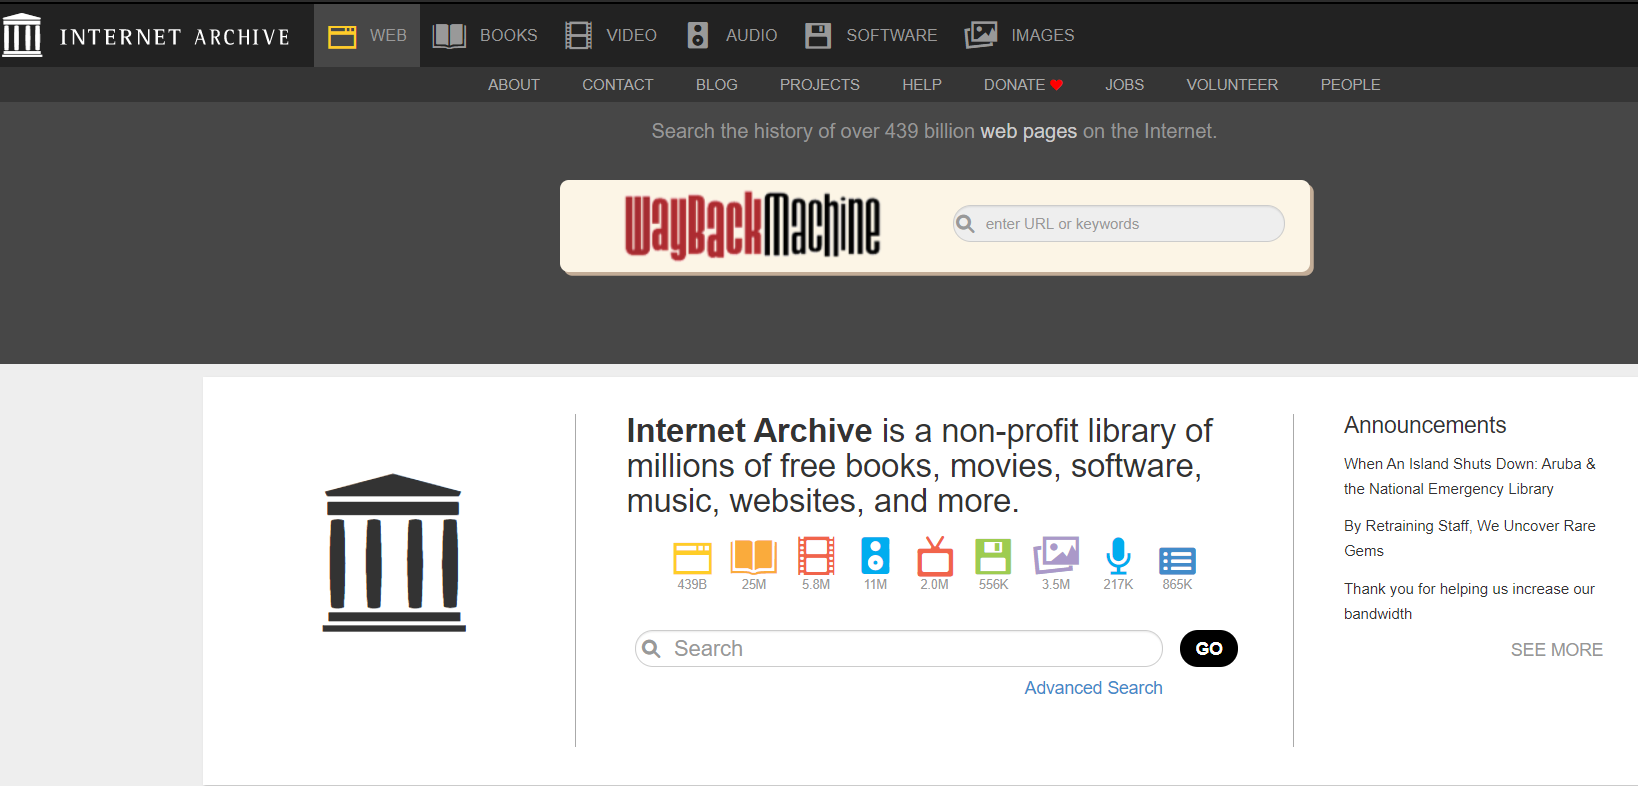 INTERNET ARCHIVE
WEB
BOOKS
VIDEO
AUDIO
SOFTWARE
IMAGES
ABOUT
CONTACT
BLOG
PROJECTS
HELP
DONATE
JOBS
VOLUNTEER
PEOPLE
Search the history of over 439 billion web pages on the Internet.
WayBackMachine
enter URL or keywords
Internet Archive is a non-profit library of
millions of free books, movies, software,
music, websites, and more.
439B
25M
5.8M
11M
2.0M
556K
3.5M
217K
865K
Search
GO
Advanced Search
Announcements
When An Island Shuts Down: Aruba &
the National Emergency Library
By Retraining Staff, We Uncover Rare
Gems
Thank you for helping us increase our
bandwidth
SEE MORE